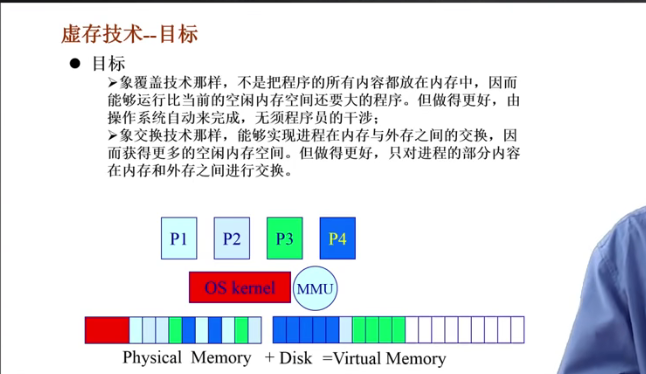 虚存技术--目标
● 目标
➢象覆盖技术那样，不是把程序的所有内容都放在内存中，因而
能够运行比当前的空闲内存空间还要大的程序。但做得更好，由
操作系统自动来完成，无须程序员的干涉；
➢象交换技术那样，能够实现进程在内存与外存之间的交换，因
而获得更多的空闲内存空间。但做得更好，只对进程的部分内容
在内存和外存之间进行交换。
P1 P2 P3 P4
OS kernel MMU
Physical Memory + Disk =Virtual Memory